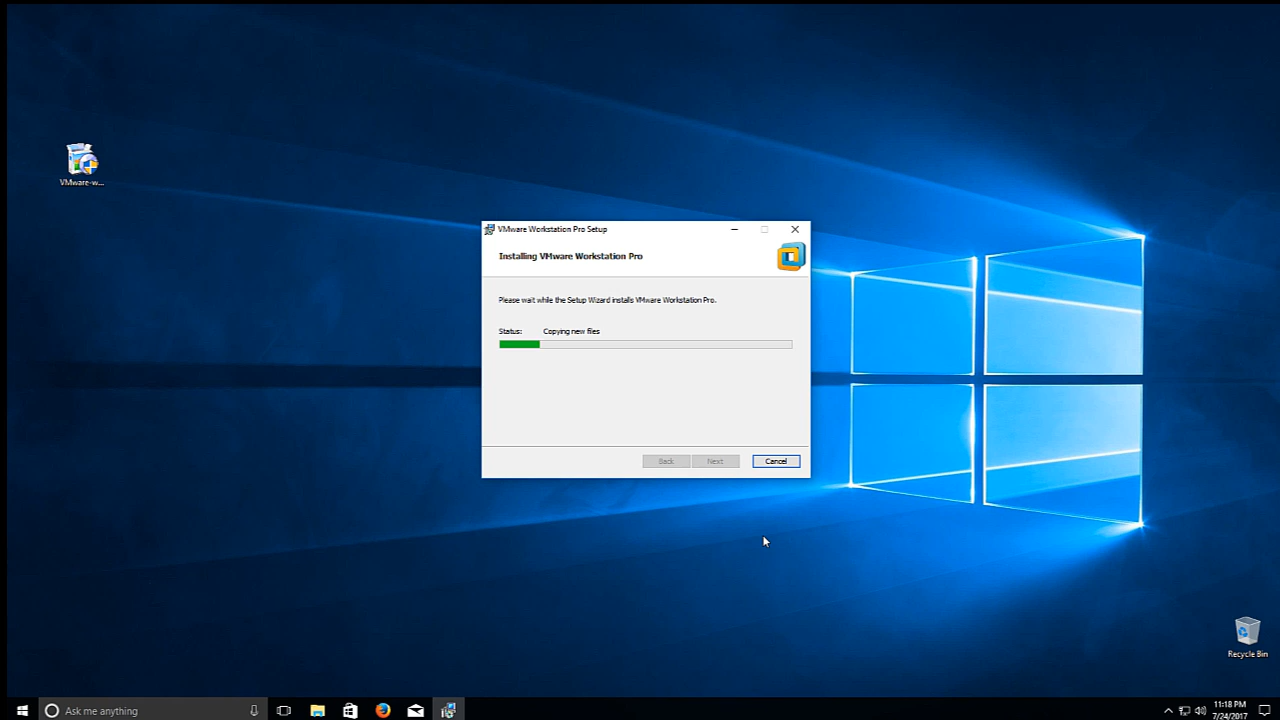 VMware-w...
VMware Workstation Pro Setup
Installing VMware Workstation Pro
Please wait while the Setup Wizard installs VMware Workstation Pro.
Status: Copying new files
Back Next Cancel
Recycle Bin
Ask me anything
11:18 PM
7/24/2017